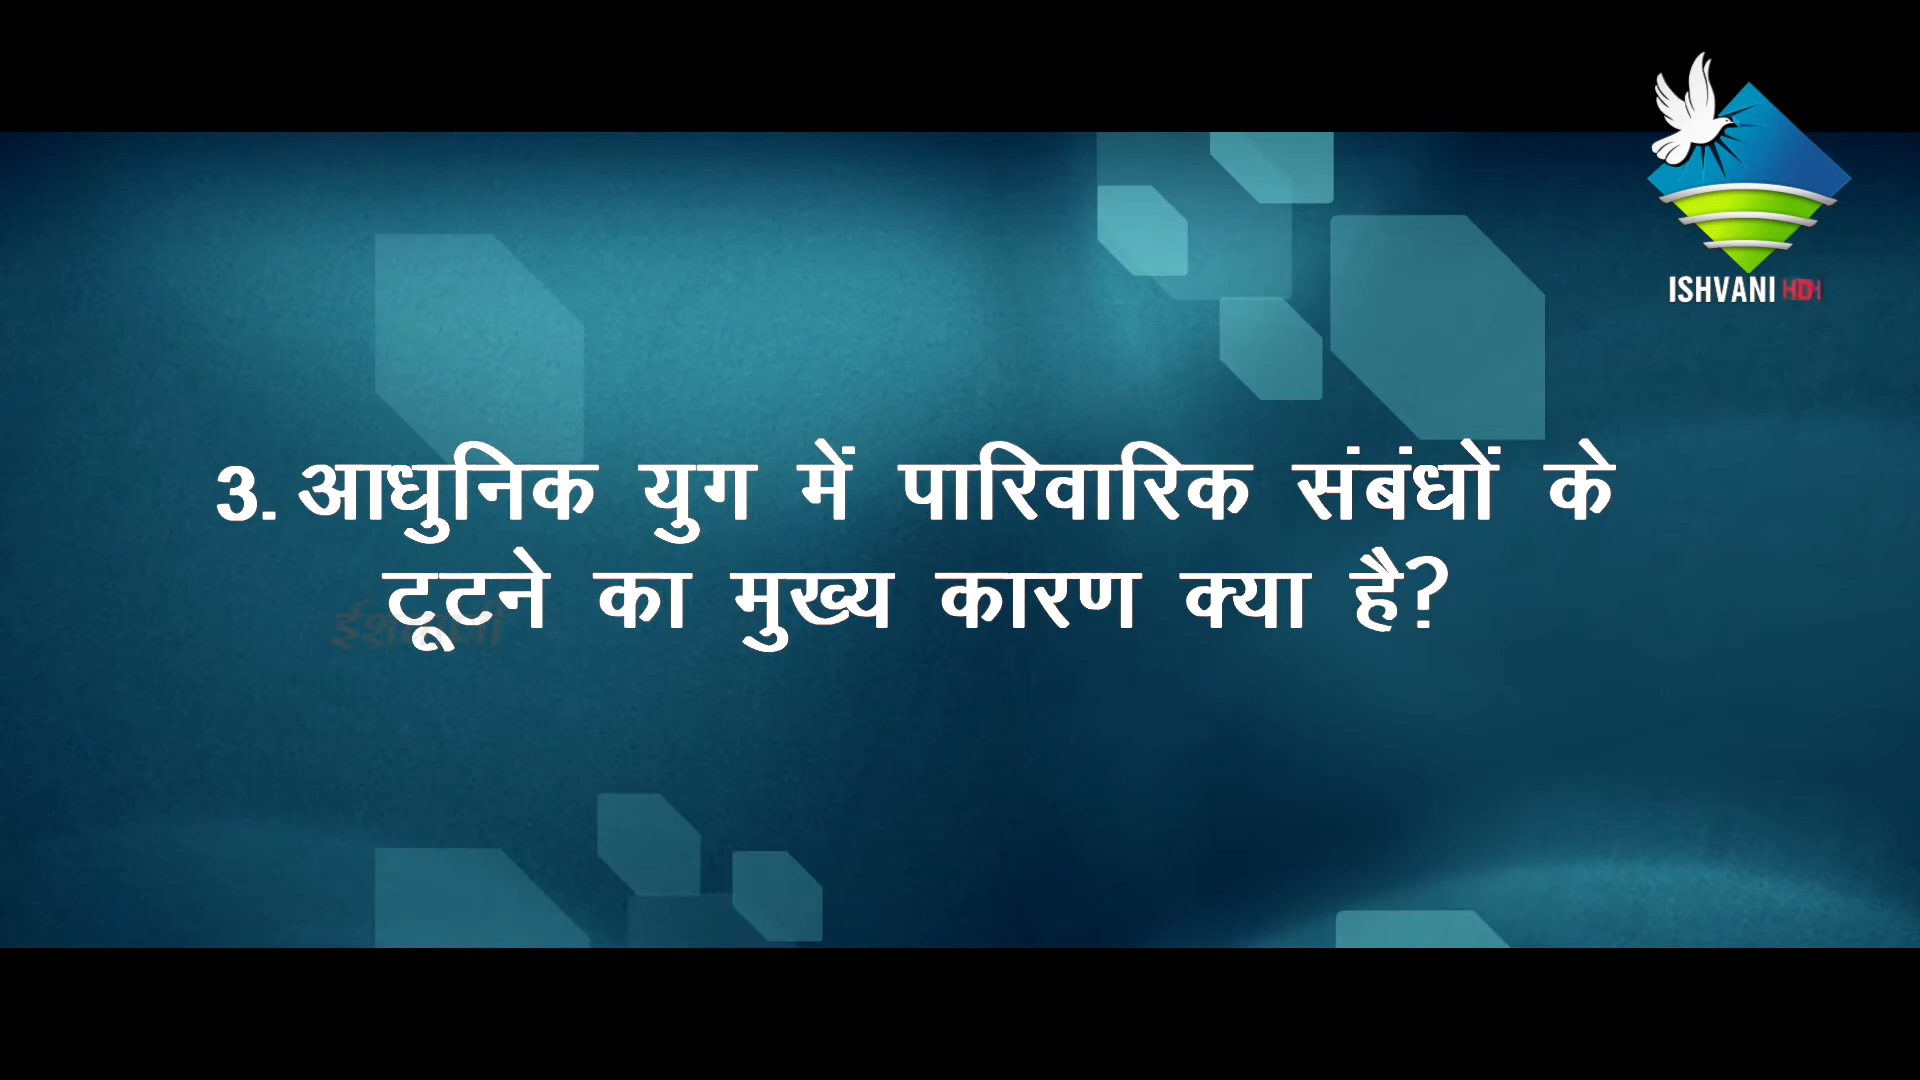 ISHVANI HD
3. आधुनिक युग में पारिवारिक संबंधों के
टूटने का मुख्य कारण क्या है?